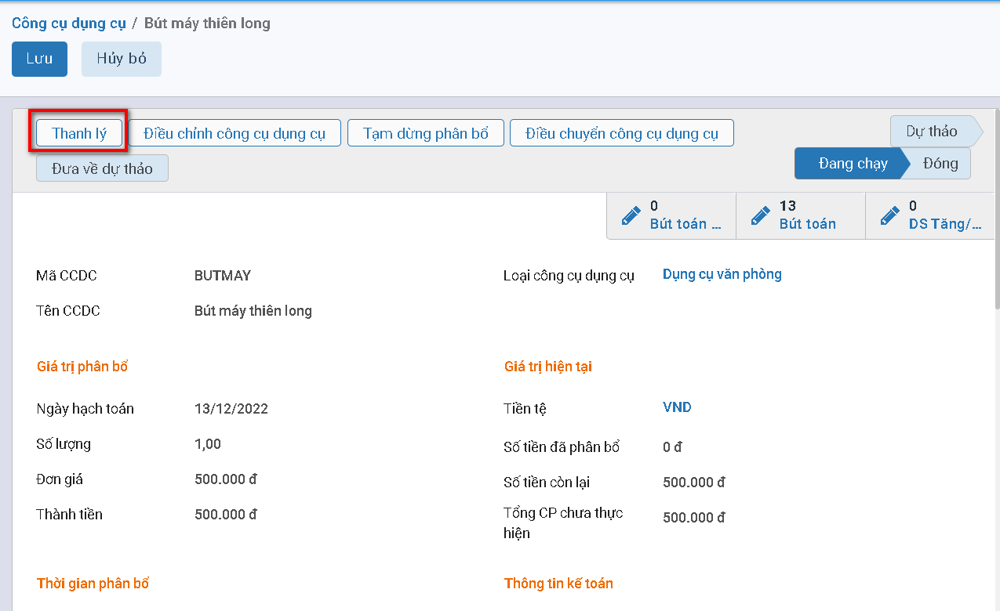 Công cụ dụng cụ / Bút máy thiên long
Lưu Hủy bỏ
Thanh lý Điều chỉnh công cụ dụng cụ Tạm dừng phân bổ Điều chuyển công cụ dụng cụ Dự thảo
Đưa về dự thảo Đang chạy Đóng
0 13 0
Bút toán ... Bút toán DS Tăng/...
Mã CCDC BUTMAY Loại công cụ dụng cụ Dụng cụ văn phòng
Tên CCDC Bút máy thiên long
Giá trị phân bổ Giá trị hiện tại
Ngày hạch toán 13/12/2022 Tiền tệ VND
Số lượng 1,00 Số tiền đã phân bổ 0 đ
Đơn giá 500.000 đ Số tiền còn lại 500.000 đ
Thành tiền 500.000 đ Tổng CP chưa thực 500.000 đ
hiện
Thời gian phân bổ Thông tin kế toán